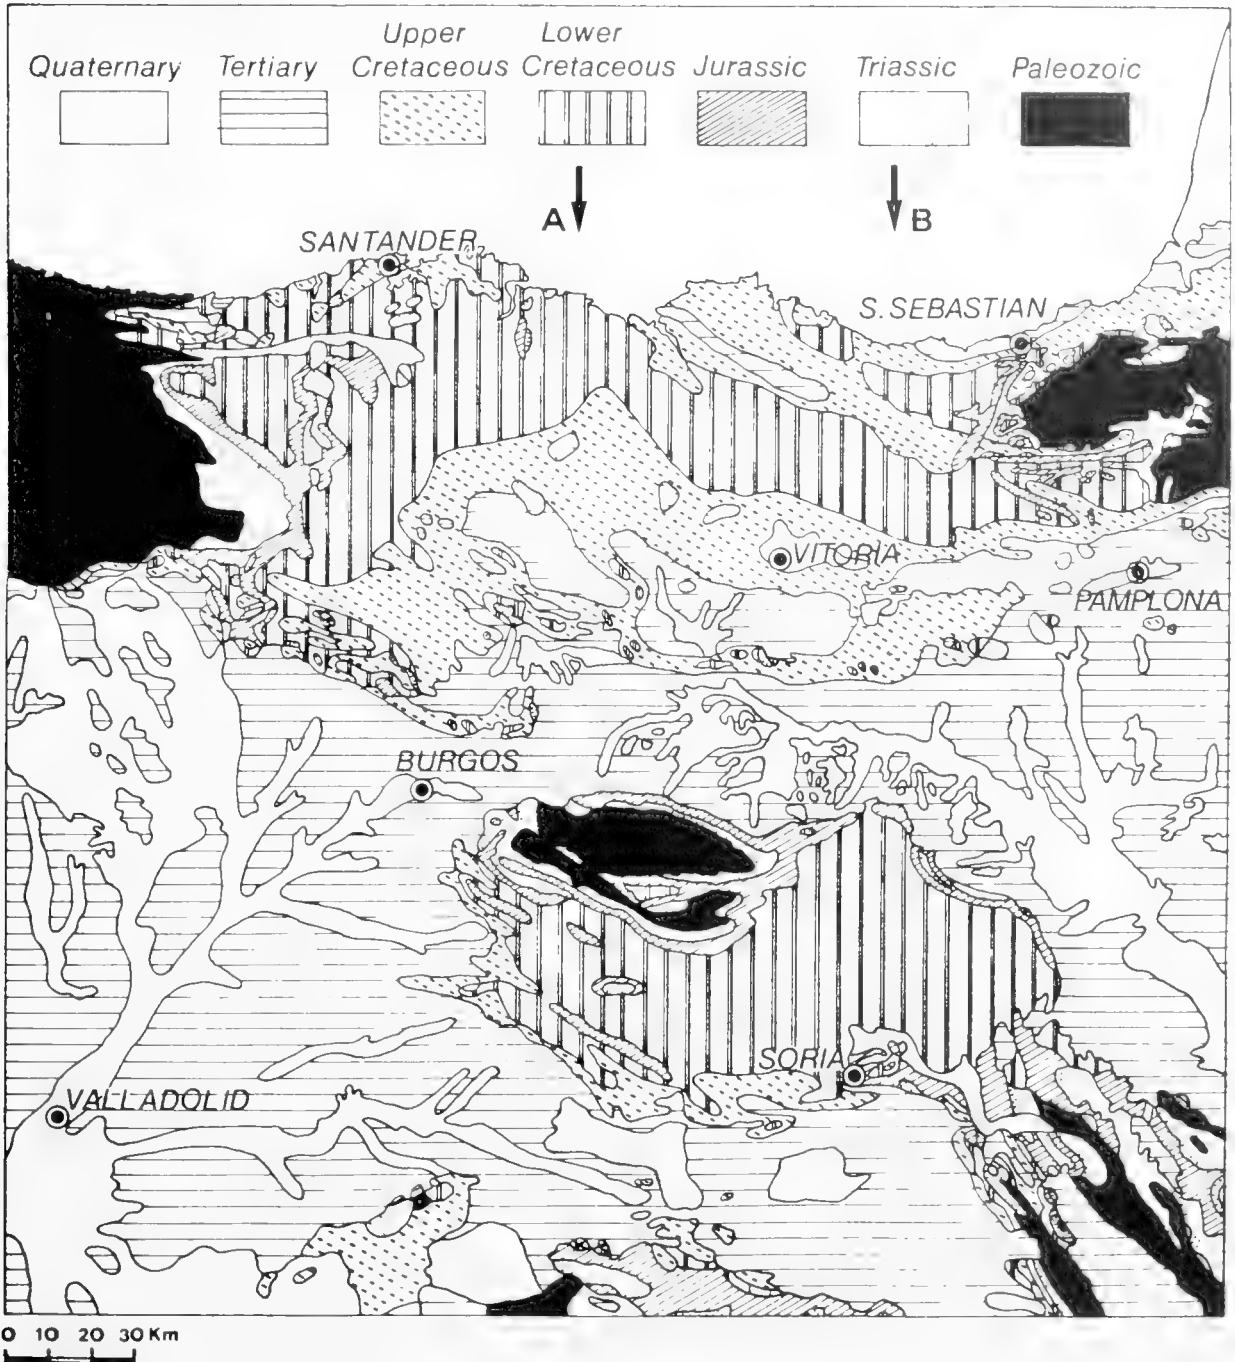 Upper Lower
Quaternary Tertiary Cretaceous Cretaceous Jurassic Triassic Paleozoic
A B
SANTANDER
S.SEBASTIAN
VITORIA
PAMPLONA
BURGOS
SORIA
VALLADOLID
0 10 20 30 Km